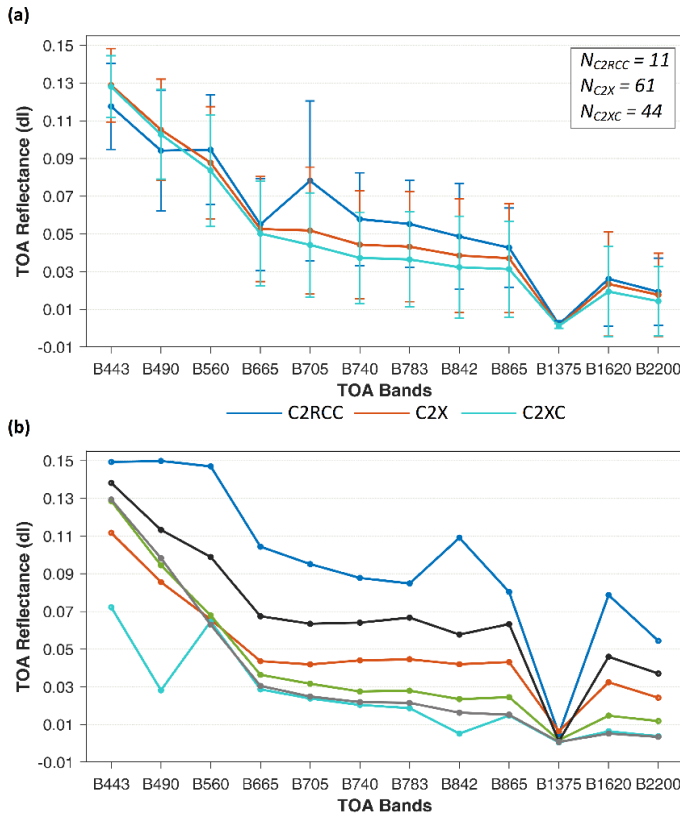 (a)
0.15
0.13
0.11
0.09
0.07
0.05
0.03
0.01
-0.01
TOA Reflectance (dl)
N_C2RCC = 11
N_C2X = 61
N_C2XC = 44
B443 B490 B560 B665 B705 B740 B783 B842 B865 B1375 B1620 B2200
TOA Bands
C2RCC C2X C2XC
(b)
0.15
0.13
0.11
0.09
0.07
0.05
0.03
0.01
-0.01
TOA Reflectance (dl)
B443 B490 B560 B665 B705 B740 B783 B842 B865 B1375 B1620 B2200
TOA Bands